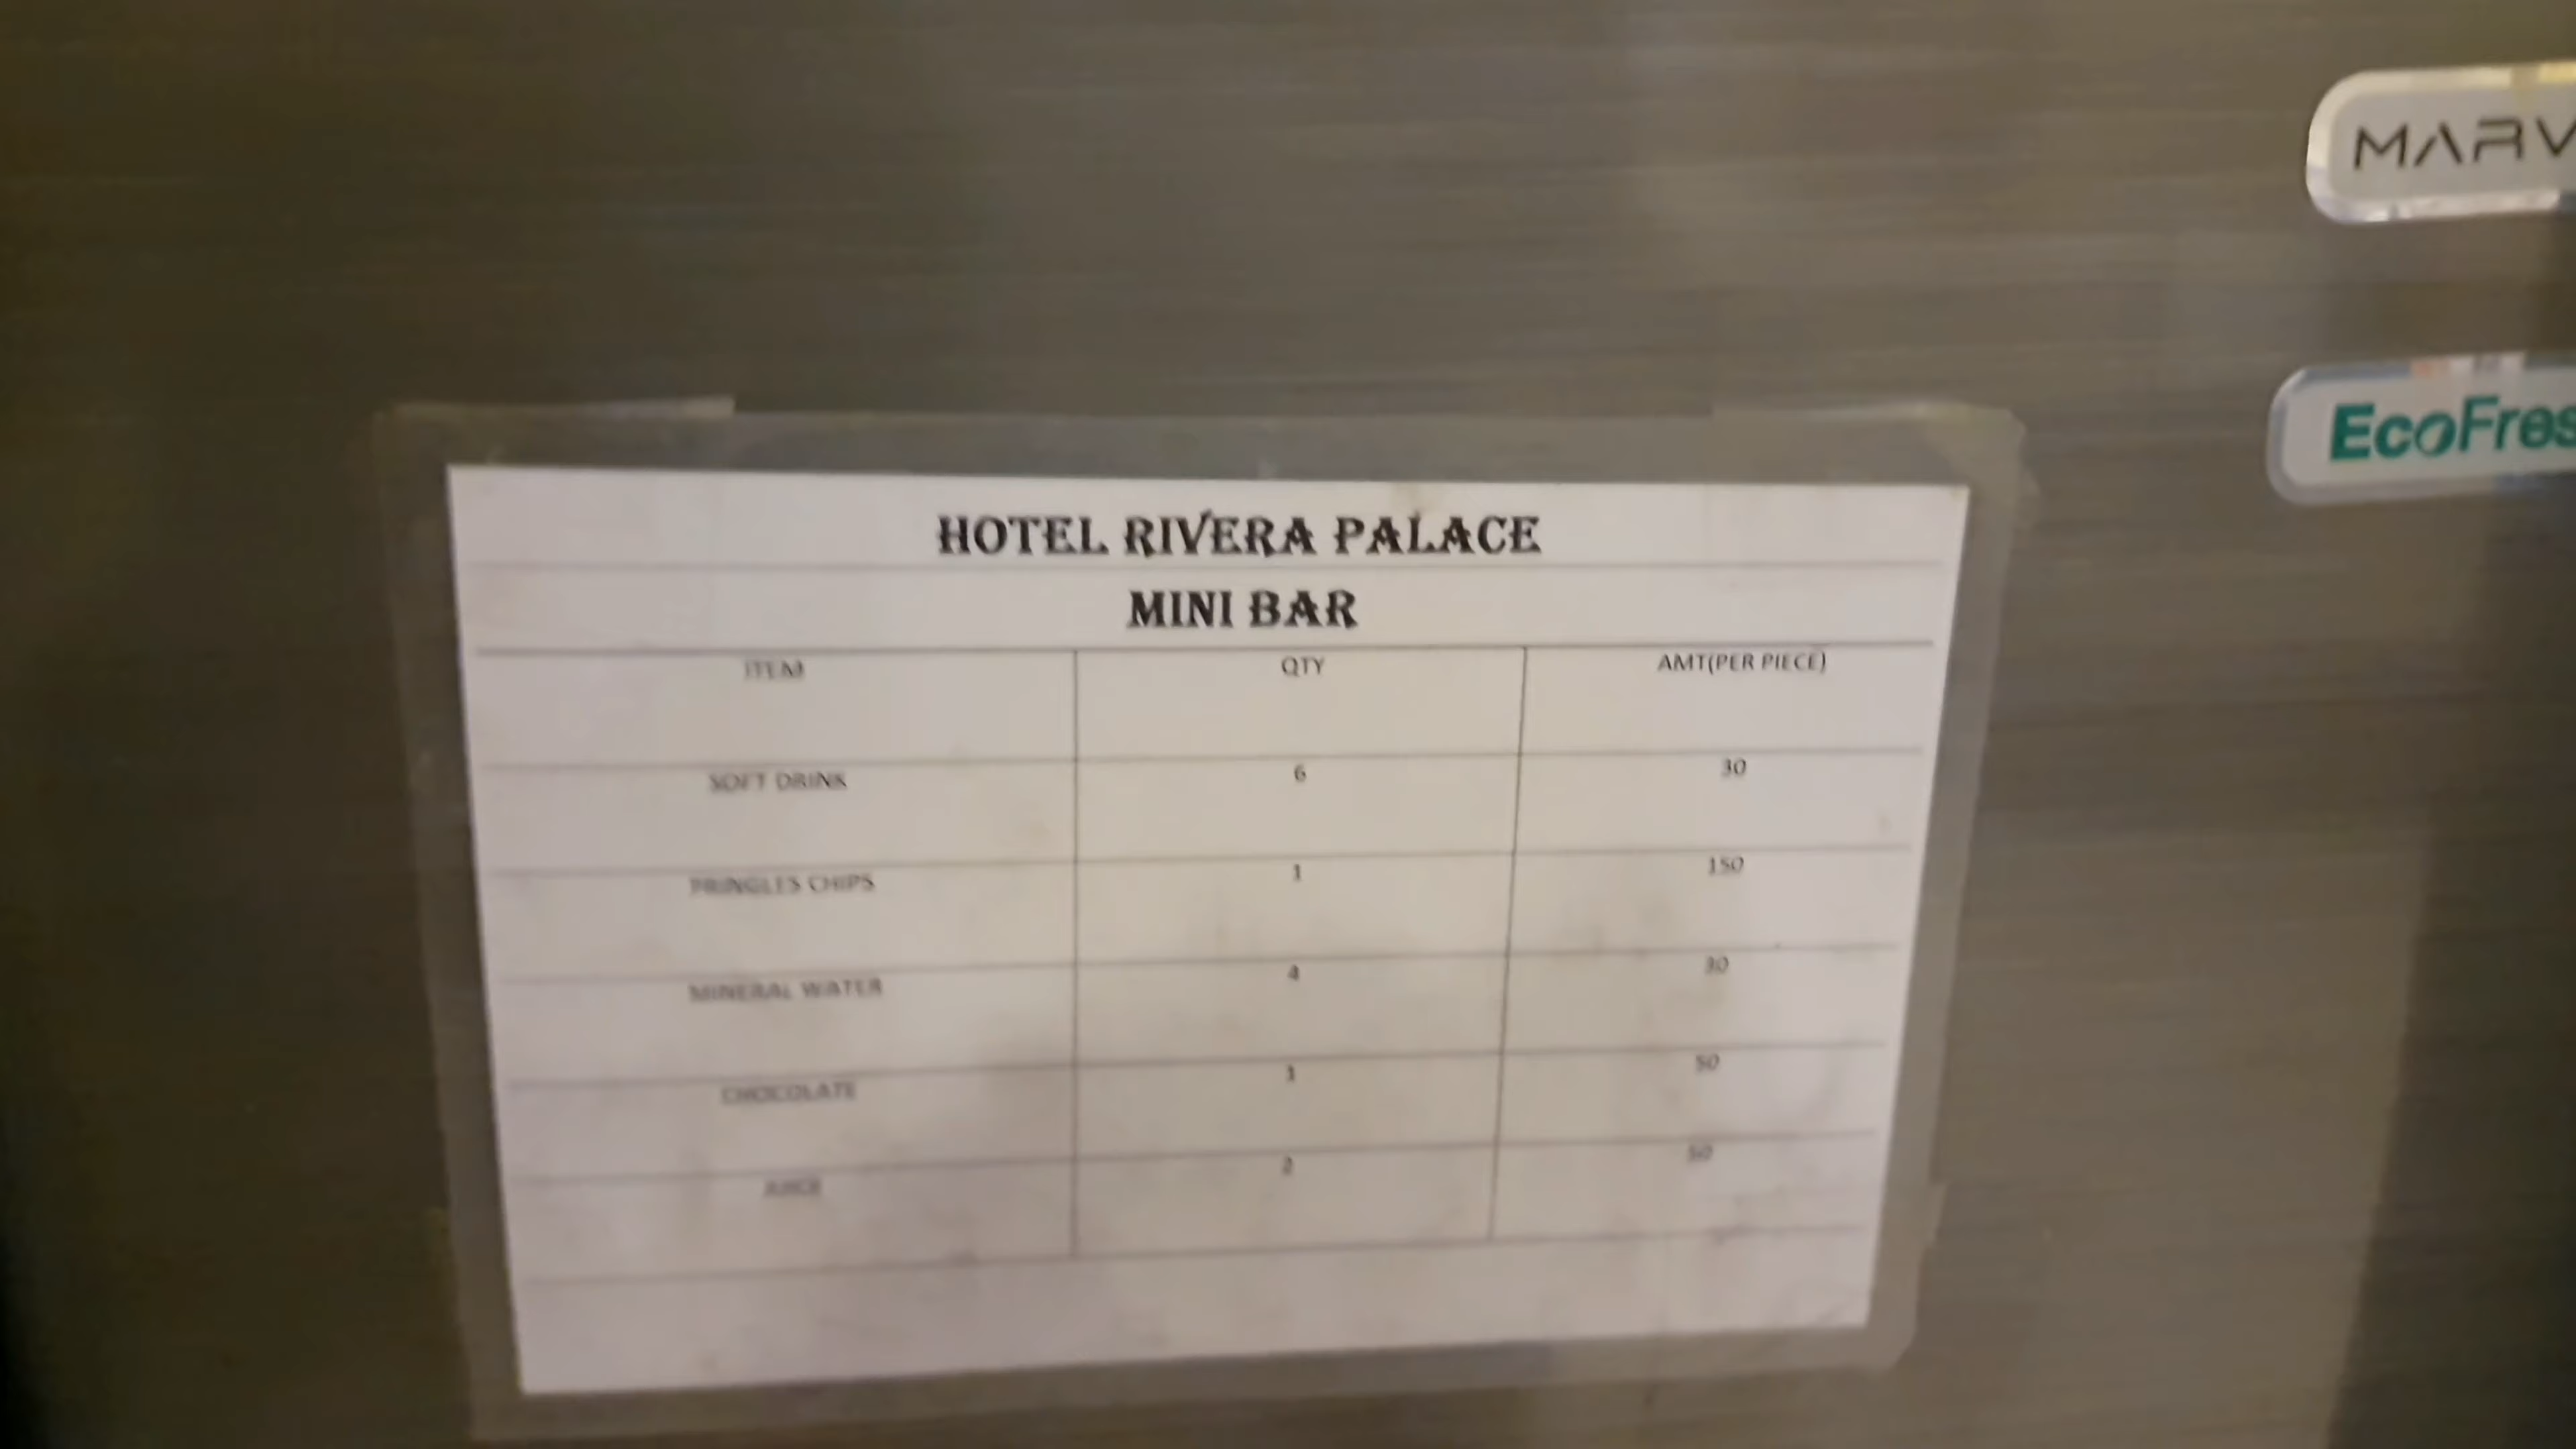 MARV
EcoFres
HOTEL RIVERA PALACE
MINI BAR
ITEM QTY AMT(PER PIECE)
SOFT DRINK 6 30
PRINGLES CHIPS 1 150
MINERAL WATER 4 30
CHOCOLATE 1 50
JUICE 2 50